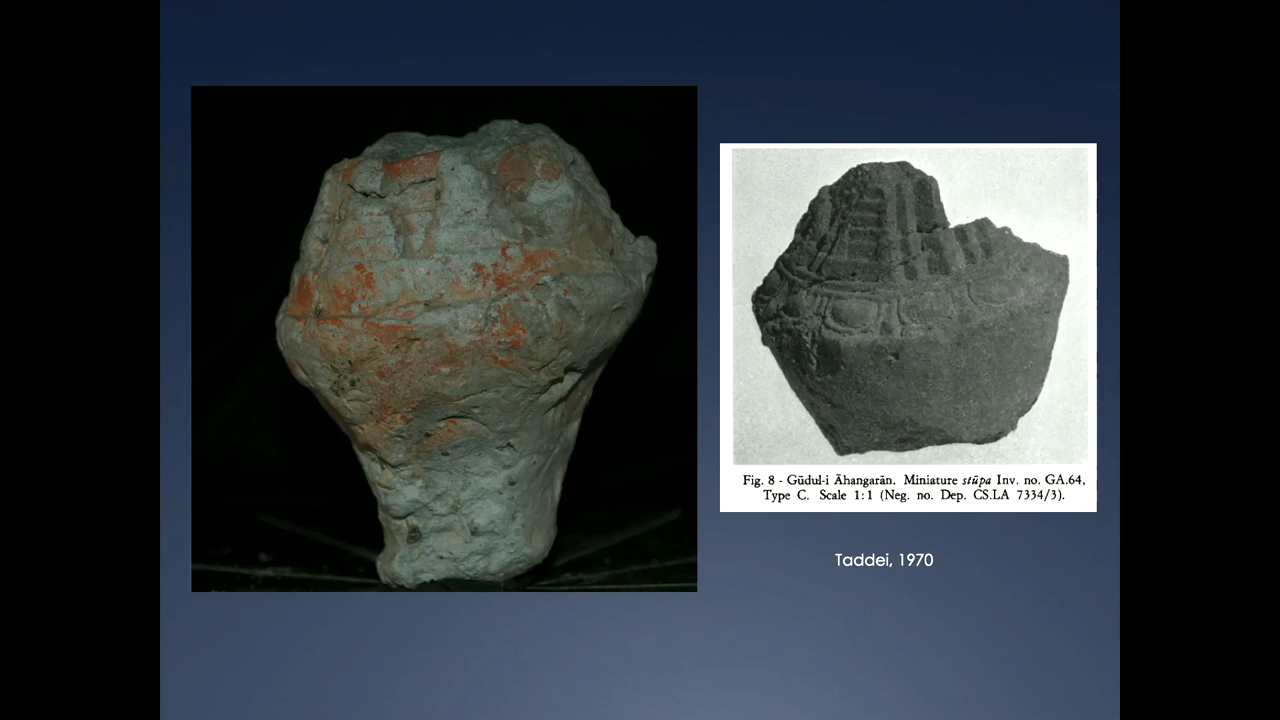 Fig. 8 - Gūdul-i Āhangarān. Miniature stūpa Inv. no. GA.64,
Type C. Scale 1:1 (Neg. no. Dep. CS.LA 7334/3).
Taddei, 1970